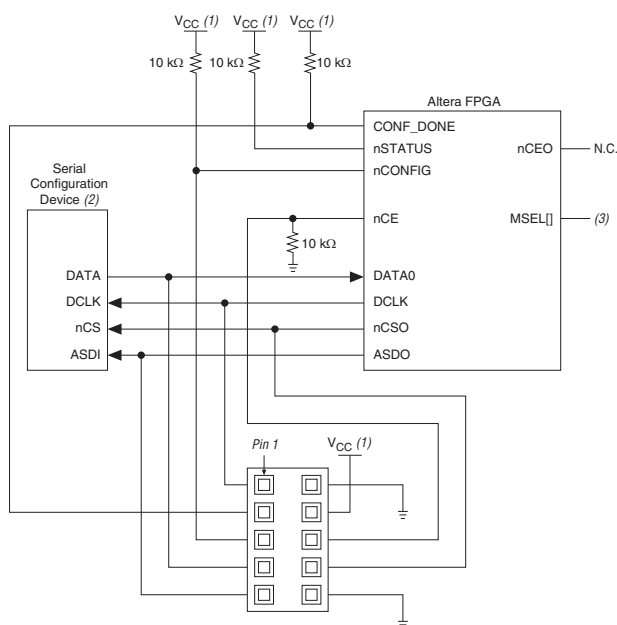 VCC (1) VCC (1) VCC (1)
10 kΩ 10 kΩ 10 kΩ
Altera FPGA
CONF_DONE
nSTATUS nCEO N.C.
nCONFIG
Serial
Configuration
Device (2)
nCE MSEL[] (3)
10 kΩ
DATA DATA0
DCLK DCLK
nCS nCSO
ASDI ASDO
Pin 1 VCC (1)